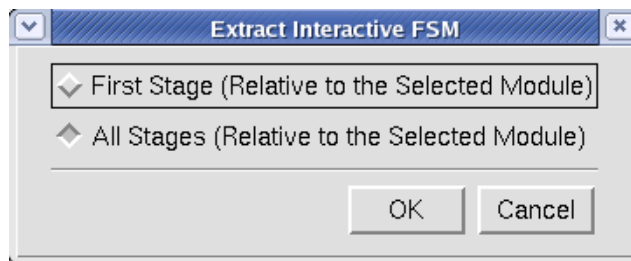 Extract Interactive FSM
First Stage (Relative to the Selected Module)
All Stages (Relative to the Selected Module)
OK Cancel